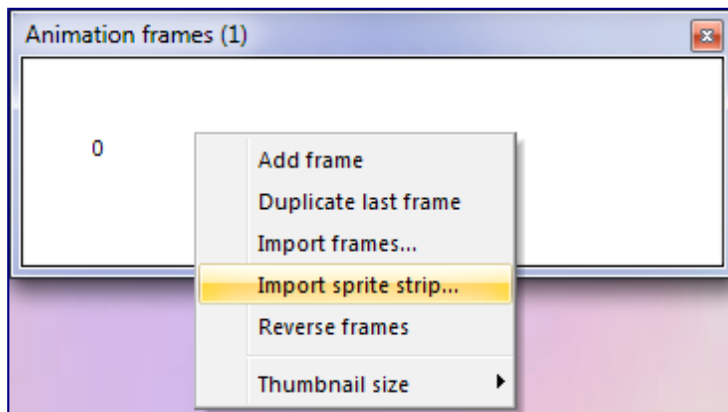 Animation frames (1)
0
Add frame
Duplicate last frame
Import frames...
Import sprite strip...
Reverse frames
Thumbnail size